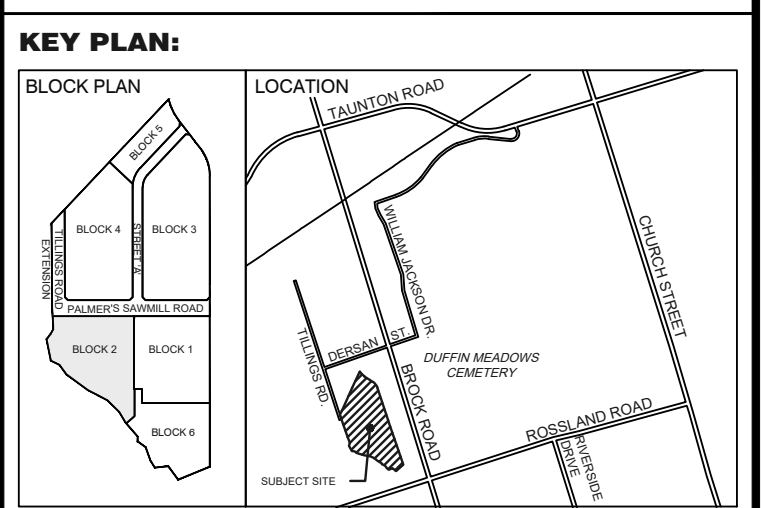 KEY PLAN:
BLOCK PLAN
BLOCK 5
BLOCK 4
STREET 'A'
BLOCK 3
TILLINGS ROAD
EXTENSION
PALMER'S SAWMILL ROAD
BLOCK 2
BLOCK 1
BLOCK 6
LOCATION
TAUNTON ROAD
WILLIAM JACKSON DR.
CHURCH STREET
TILLINGS RD.
DERSAN ST.
BROCK ROAD
DUFFIN MEADOWS
CEMETERY
ROSSLAND ROAD
RIVERSIDE
DRIVE
SUBJECT SITE